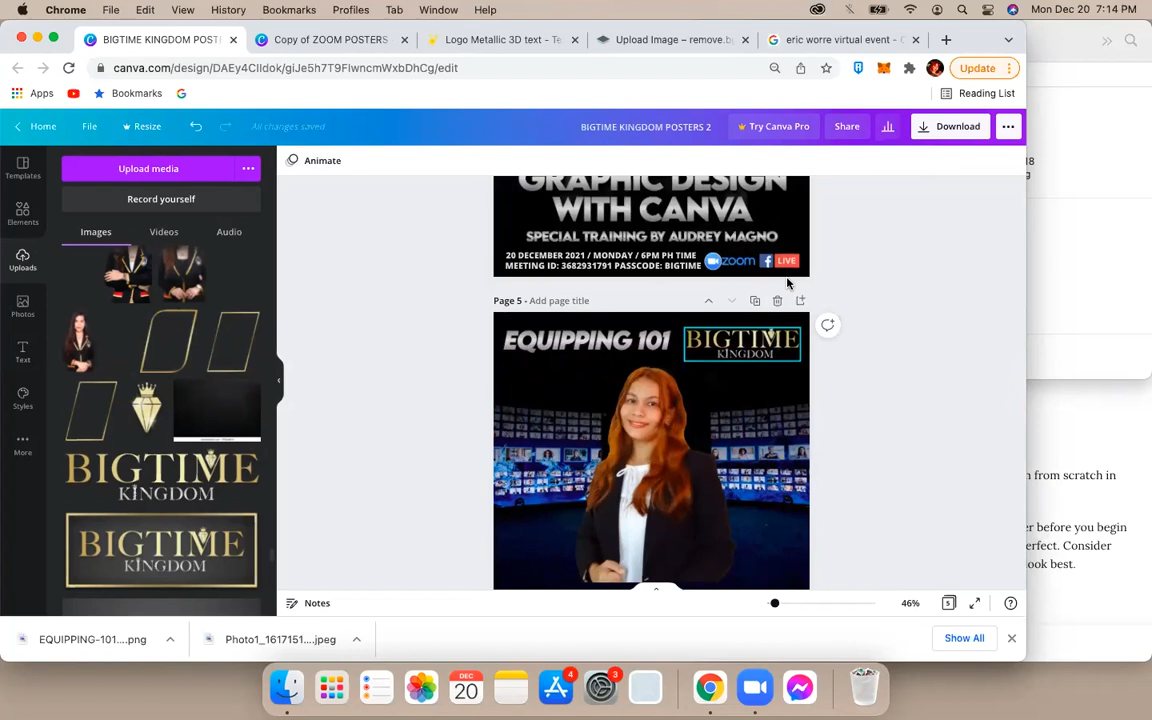 Chrome File Edit View History Bookmarks Profiles Tab Window Help Mon Dec 20 7:14 PM
BIGTIME KINGDOM POST
Copy of ZOOM POSTERS
Logo Metallic 3D text - Te
Upload Image – remove.b
eric worre virtual event - G
canva.com/design/DAEy4CIldok/giJe5h7T9FIwncmWxbDhCg/edit
Update
Apps Bookmarks Reading List
Home File Resize All changes saved BIGTIME KINGDOM POSTERS 2 Try Canva Pro Share Download
Templates
Elements
Uploads
Photos
Text
Styles
More
Upload media
Record yourself
Images Videos Audio
BIGTIME
KINGDOM
BIGTIME
KINGDOM
Animate
GRAPHIC DESIGN
WITH CANVA
SPECIAL TRAINING BY AUDREY MAGNO
20 DECEMBER 2021 / MONDAY / 6PM PH TIME
MEETING ID: 3682931791 PASSCODE: BIGTIME
zoom f LIVE
Page 5 - Add page title
EQUIPPING 101
BIGTIME
KINGDOM
Notes 46% 5
18
g
n from scratch in
er before you begin
erfect. Consider
ook best.
EQUIPPING-101....png
Photo1_1617151....jpeg
Show All
DEC
20
4
3